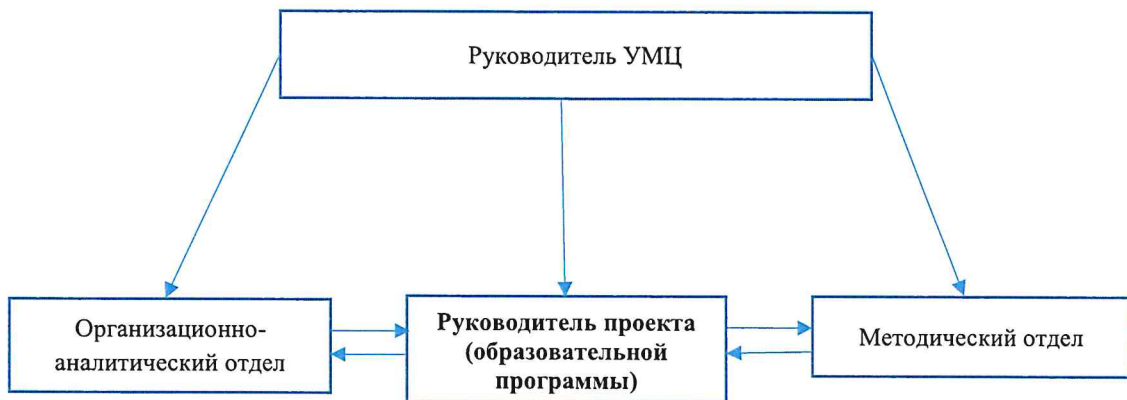 Руководитель УМЦ
Организационно-
аналитический отдел
Руководитель проекта
(образовательной
программы)
Методический отдел